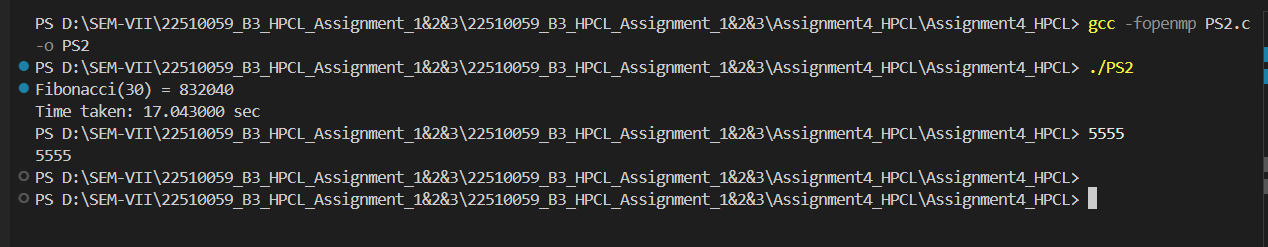 PS D:\SEM-VII\22510059_B3_HPCL_Assignment_1&2&3\22510059_B3_HPCL_Assignment_1&2&3\Assignment4_HPCL\Assignment4_HPCL> gcc -fopenmp PS2.c
-o PS2
PS D:\SEM-VII\22510059_B3_HPCL_Assignment_1&2&3\22510059_B3_HPCL_Assignment_1&2&3\Assignment4_HPCL\Assignment4_HPCL> ./PS2
Fibonacci(30) = 832040
Time taken: 17.043000 sec
PS D:\SEM-VII\22510059_B3_HPCL_Assignment_1&2&3\22510059_B3_HPCL_Assignment_1&2&3\Assignment4_HPCL\Assignment4_HPCL> 5555
5555
PS D:\SEM-VII\22510059_B3_HPCL_Assignment_1&2&3\22510059_B3_HPCL_Assignment_1&2&3\Assignment4_HPCL\Assignment4_HPCL>
PS D:\SEM-VII\22510059_B3_HPCL_Assignment_1&2&3\22510059_B3_HPCL_Assignment_1&2&3\Assignment4_HPCL\Assignment4_HPCL>